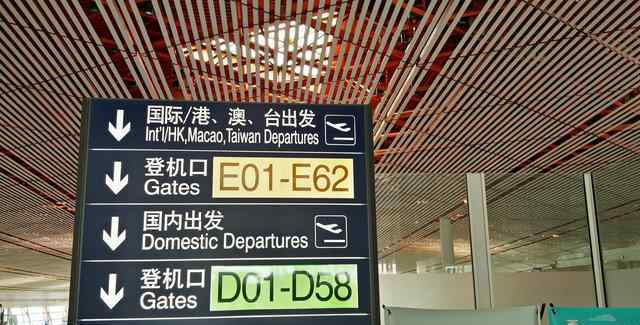 国际/港、澳、台出发
Int'l/HK,Macao,Taiwan Departures
登机口
Gates
E01-E62
国内出发
Domestic Departures
登机口
Gates
D01-D58